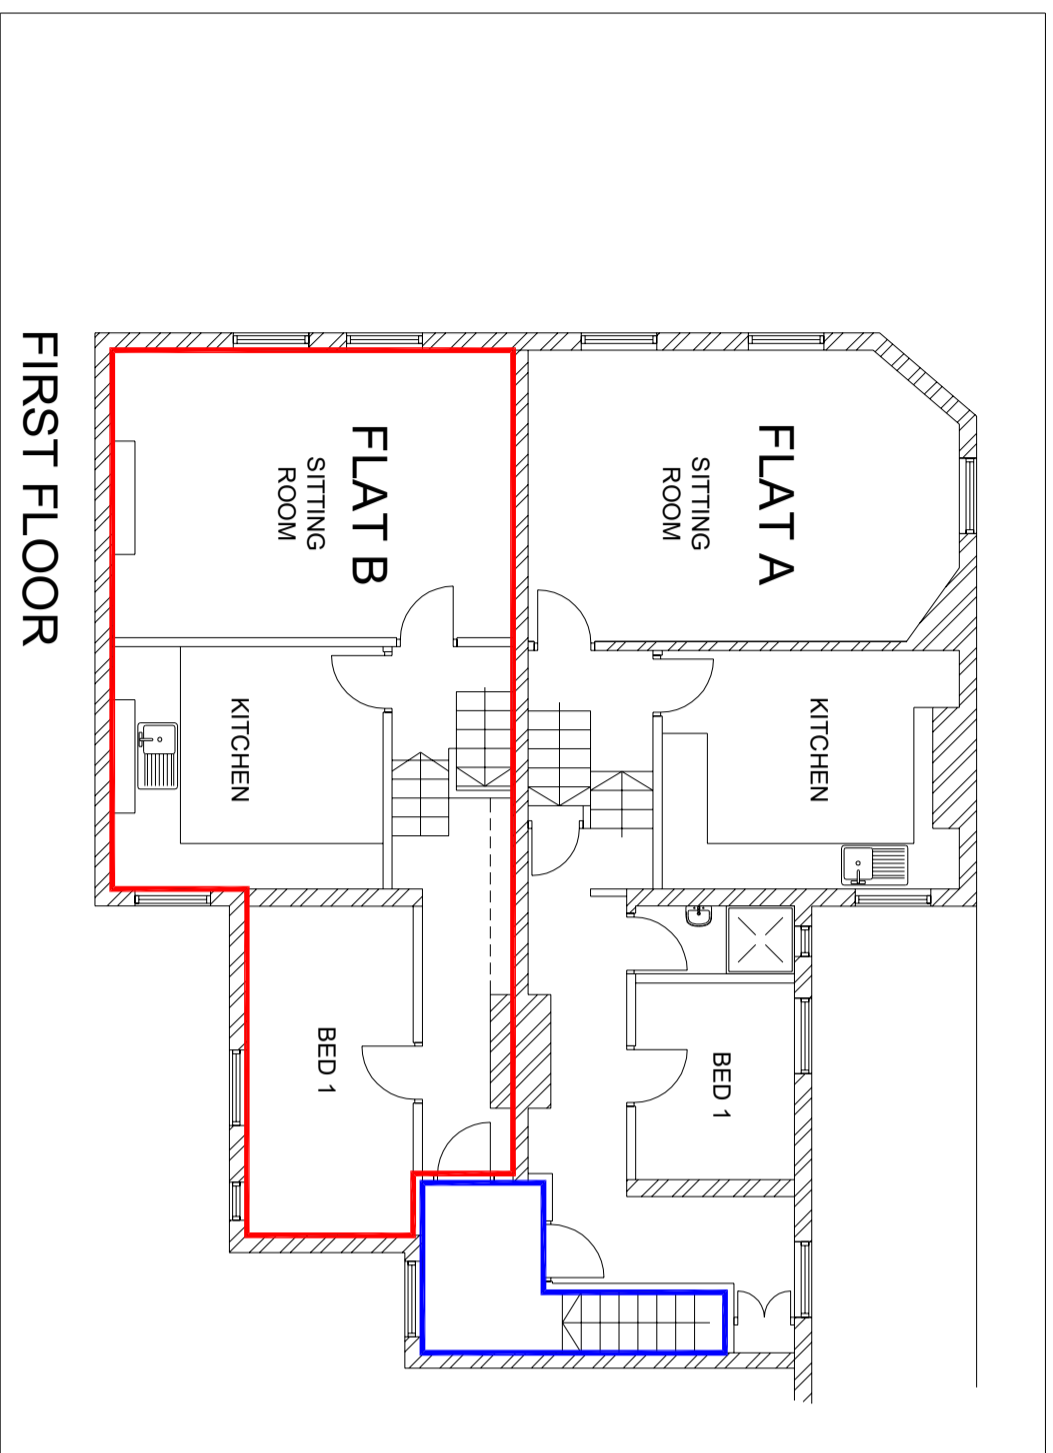 FLAT A
SITTING
ROOM
KITCHEN
BED 1
FLAT B
SITTING
ROOM
KITCHEN
BED 1
FIRST FLOOR